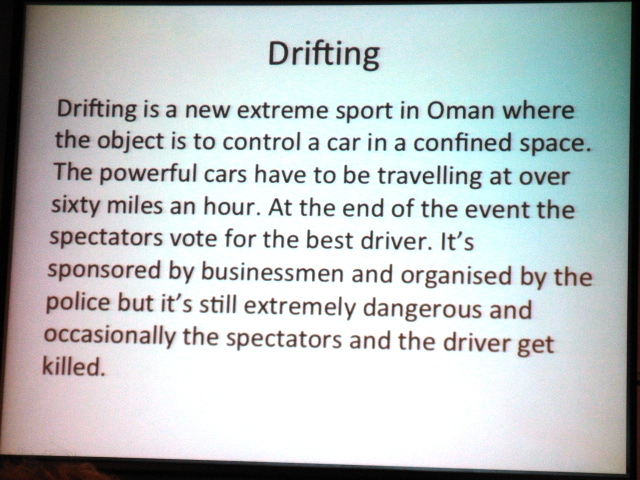 Drifting
Drifting is a new extreme sport in Oman where
the object is to control a car in a confined space.
The powerful cars have to be travelling at over
sixty miles an hour. At the end of the event the
spectators vote for the best driver. It’s
sponsored by businessmen and organised by the
police but it’s still extremely dangerous and
occasionally the spectators and the driver get
killed.